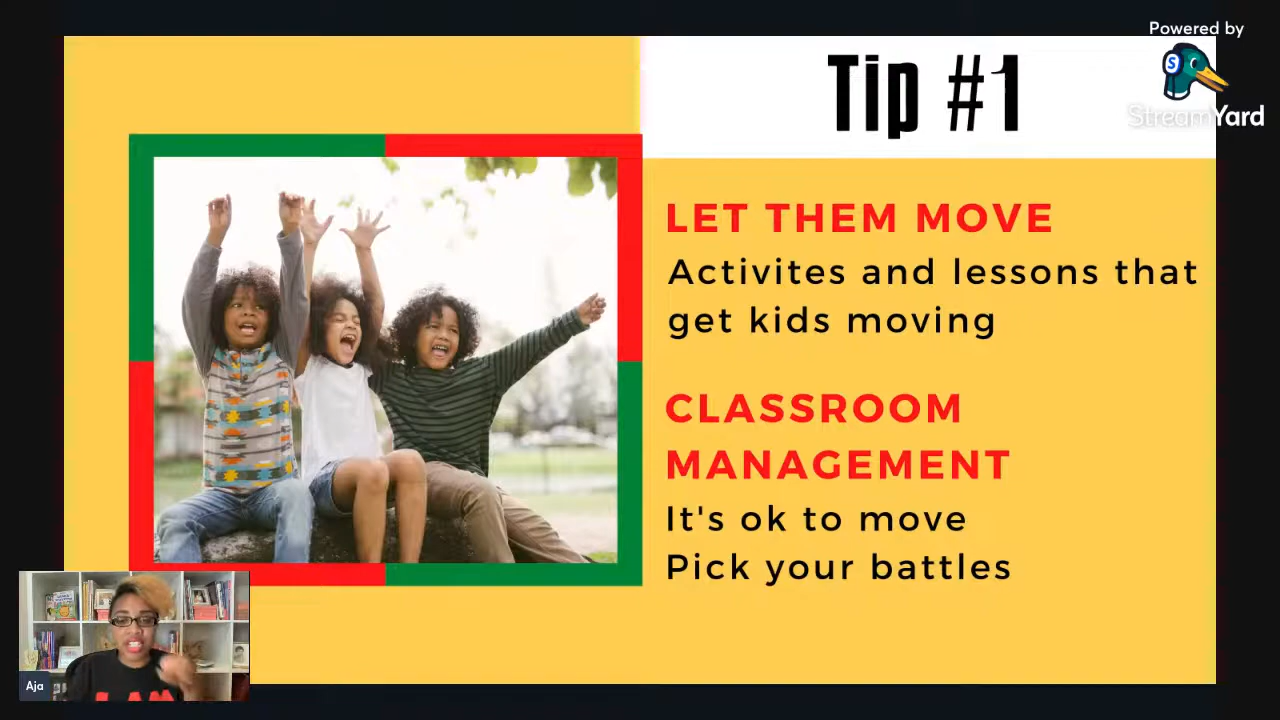 Powered by
StreamYard
Tip #1
LET THEM MOVE
Activites and lessons that
get kids moving
CLASSROOM
MANAGEMENT
It's ok to move
Pick your battles
Aja